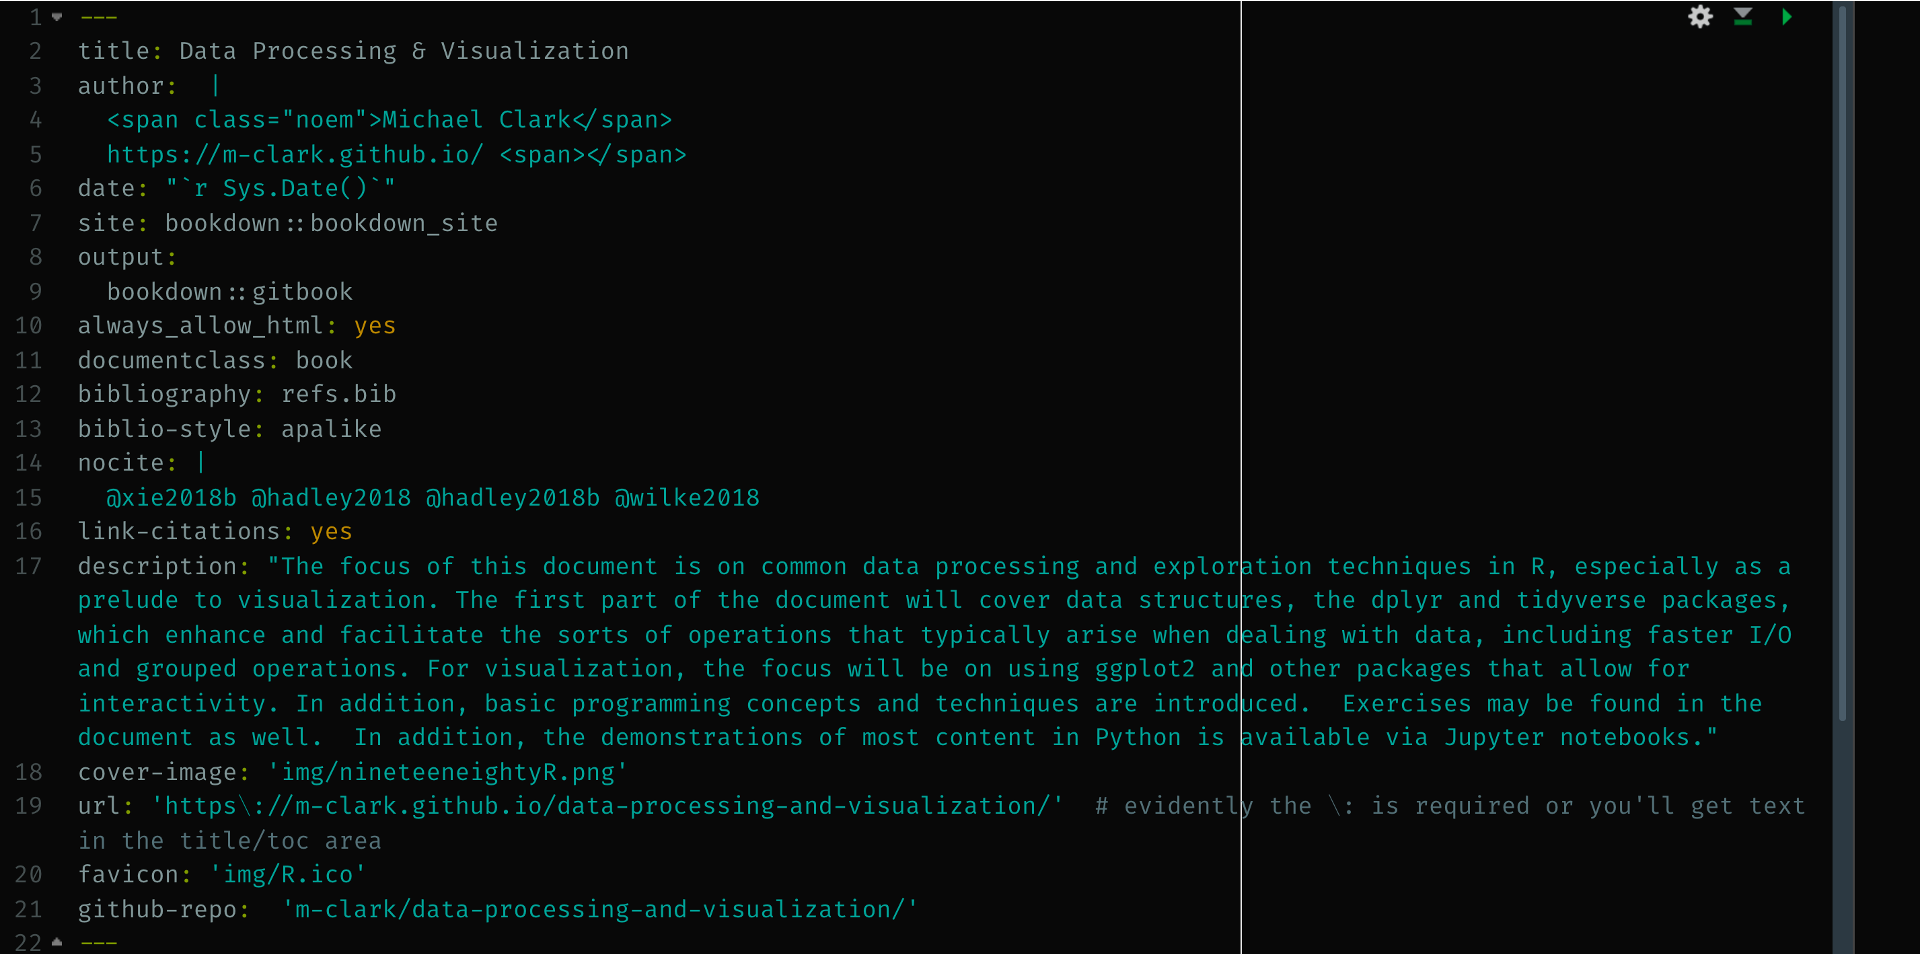 1 ---
2 title: Data Processing & Visualization
3 author:  |
4   <span class="noem">Michael Clark</span>
5   https://m-clark.github.io/ <span></span>
6 date: "`r Sys.Date()`"
7 site: bookdown::bookdown_site
8 output:
9   bookdown::gitbook
10 always_allow_html: yes
11 documentclass: book
12 bibliography: refs.bib
13 biblio-style: apalike
14 nocite: |
15   @xie2018b @hadley2018 @hadley2018b @wilke2018
16 link-citations: yes
17 description: "The focus of this document is on common data processing and exploration techniques in R, especially as a
prelude to visualization. The first part of the document will cover data structures, the dplyr and tidyverse packages,
which enhance and facilitate the sorts of operations that typically arise when dealing with data, including faster I/O
and grouped operations. For visualization, the focus will be on using ggplot2 and other packages that allow for
interactivity. In addition, basic programming concepts and techniques are introduced.  Exercises may be found in the
document as well.  In addition, the demonstrations of most content in Python is available via Jupyter notebooks."
18 cover-image: 'img/nineteeneightyR.png'
19 url: 'https\://m-clark.github.io/data-processing-and-visualization/'  # evidently the \: is required or you'll get text
in the title/toc area
20 favicon: 'img/R.ico'
21 github-repo:  'm-clark/data-processing-and-visualization/'
22 ---